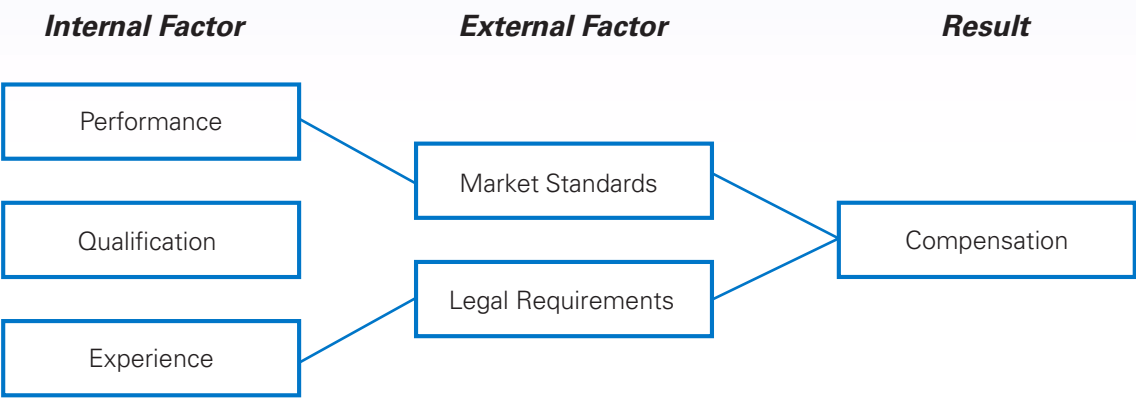 Internal Factor
External Factor
Result
Performance
Qualification
Experience
Market Standards
Legal Requirements
Compensation